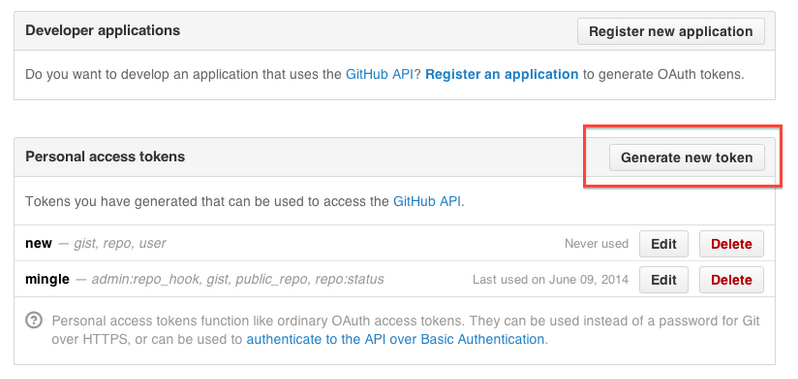 Developer applications
Register new application
Do you want to develop an application that uses the GitHub API? Register an application to generate OAuth tokens.
Personal access tokens
Generate new token
Tokens you have generated that can be used to access the GitHub API.
new — gist, repo, user
Never used
Edit
Delete
mingle — admin:repo_hook, gist, public_repo, repo:status
Last used on June 09, 2014
Edit
Delete
? Personal access tokens function like ordinary OAuth access tokens. They can be used instead of a password for Git
over HTTPS, or can be used to authenticate to the API over Basic Authentication.